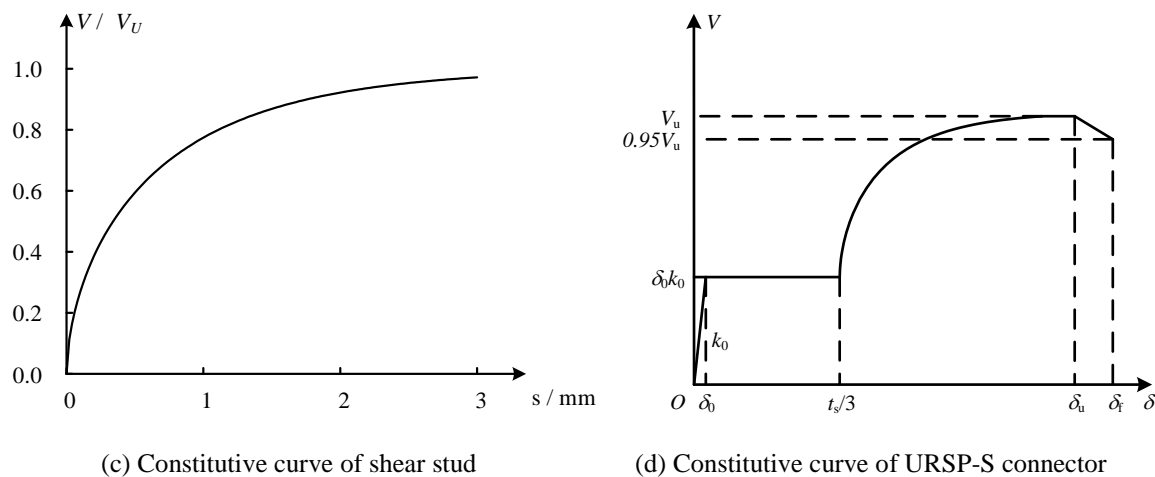 V / V_U
1.0
0.8
0.6
0.4
0.2
0.0
0 1 2 3
s / mm
(c) Constitutive curve of shear stud
V
V_u
0.95V_u
δ_0k_0
k_0
O δ_0 t_s/3 δ_u δ_f δ
(d) Constitutive curve of URSP-S connector